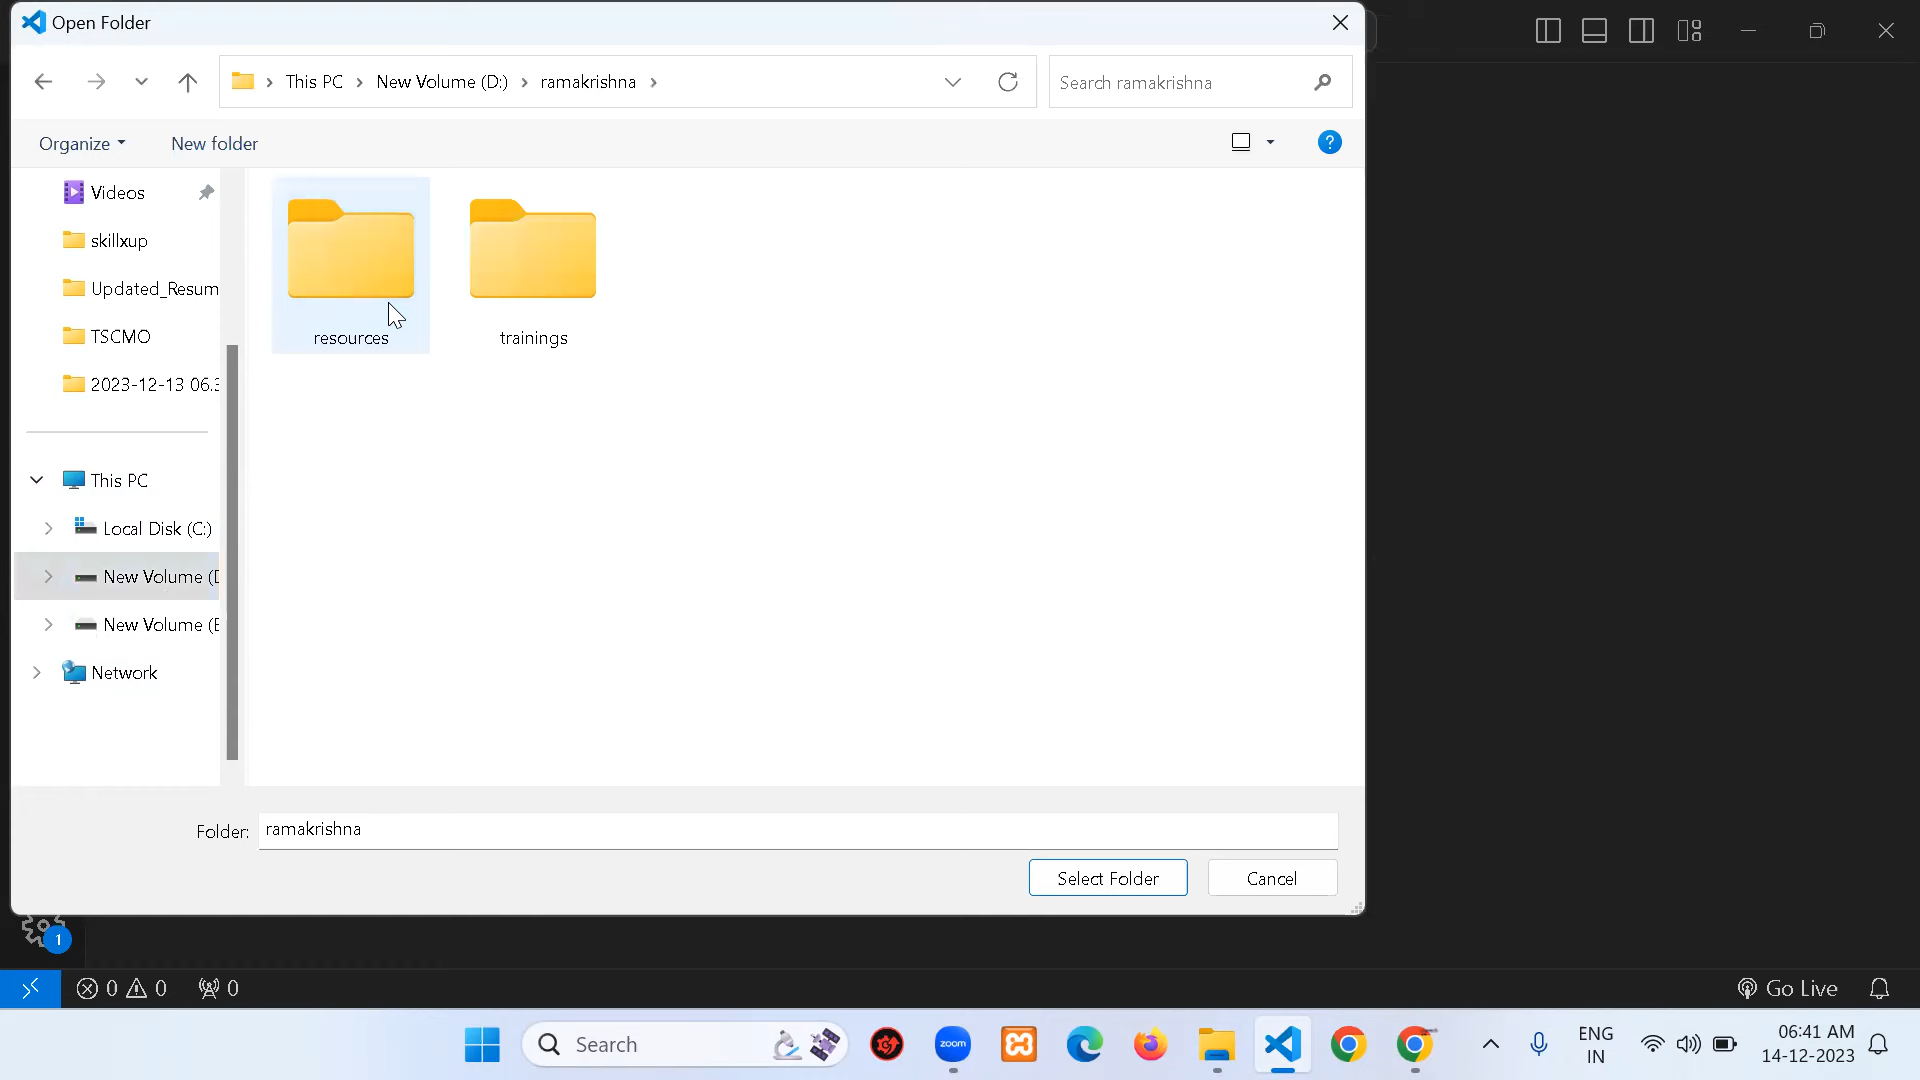 Open Folder
This PC
New Volume (D:)
ramakrishna
Search ramakrishna
Organize
New folder
?
Videos
skillxup
Updated_Resum
TSCMO
2023-12-13 06.3
This PC
Local Disk (C:)
New Volume (D
New Volume (E
Network
resources
trainings
Folder: ramakrishna
Select Folder
Cancel
1
0
0
0
Go Live
Search
zoom
ENG
IN
06:41 AM
14-12-2023